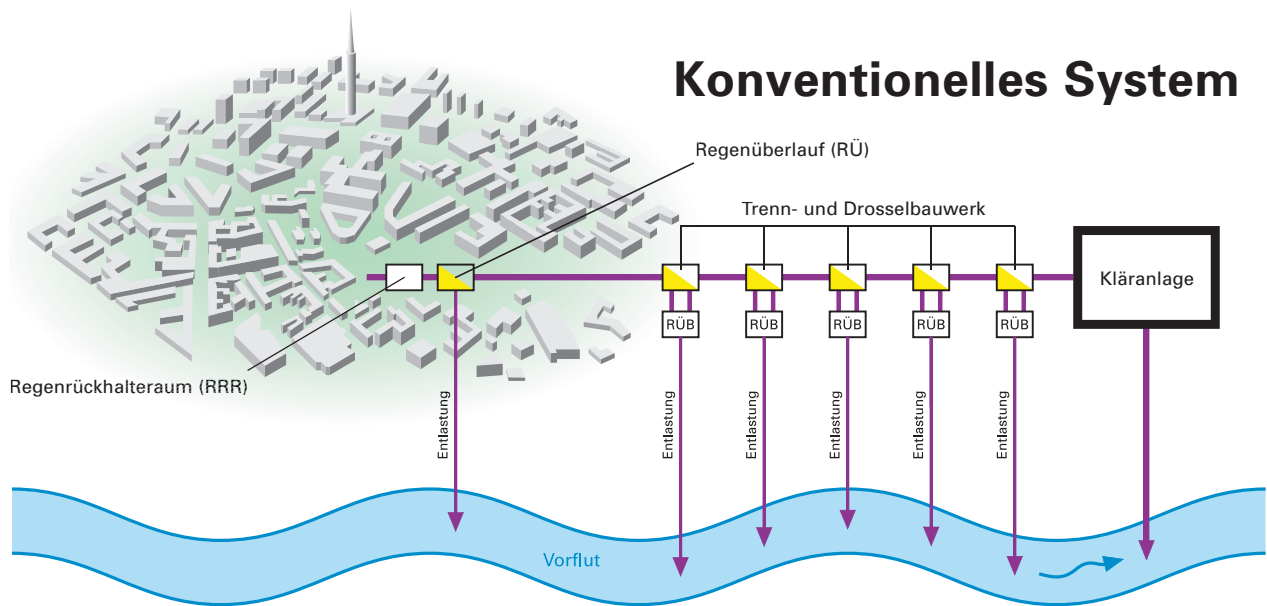 Konventionelles System
Regenüberlauf (RÜ)
Trenn- und Drosselbauwerk
Kläranlage
RÜB
RÜB
RÜB
RÜB
RÜB
Regenrückhalteraum (RRR)
Entlastung
Entlastung
Entlastung
Entlastung
Entlastung
Entlastung
Vorflut